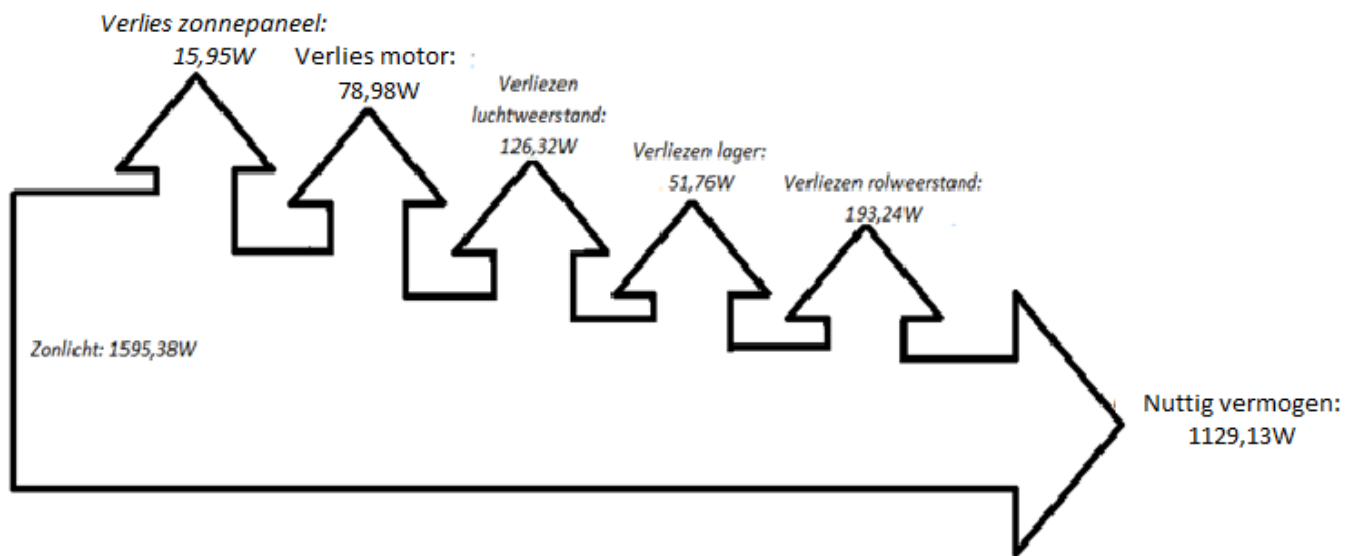 Verlies zonnepaneel:
15,95W
Verlies motor:
78,98W
Verliezen
luchtweerstand:
126,32W
Verliezen lager:
51,76W
Verliezen rolweerstand:
193,24W
Zonlicht: 1595,38W
Nuttig vermogen:
1129,13W